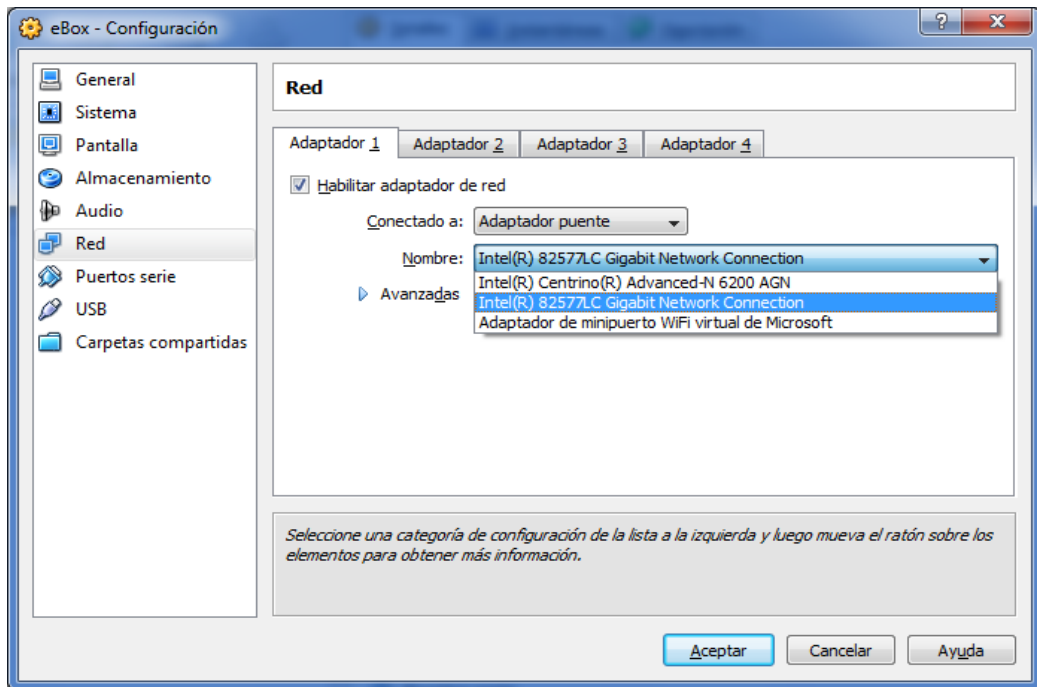 eBox - Configuración
General
Sistema
Pantalla
Almacenamiento
Audio
Red
Puertos serie
USB
Carpetas compartidas
Red
Adaptador 1 Adaptador 2 Adaptador 3 Adaptador 4
Habilitar adaptador de red
Conectado a: Adaptador puente
Nombre: Intel(R) 82577LC Gigabit Network Connection
Intel(R) Centrino(R) Advanced-N 6200 AGN
Intel(R) 82577LC Gigabit Network Connection
Adaptador de minipuerto WiFi virtual de Microsoft
Avanzadas
Seleccione una categoría de configuración de la lista a la izquierda y luego mueva el ratón sobre los
elementos para obtener más información.
Aceptar Cancelar Ayuda